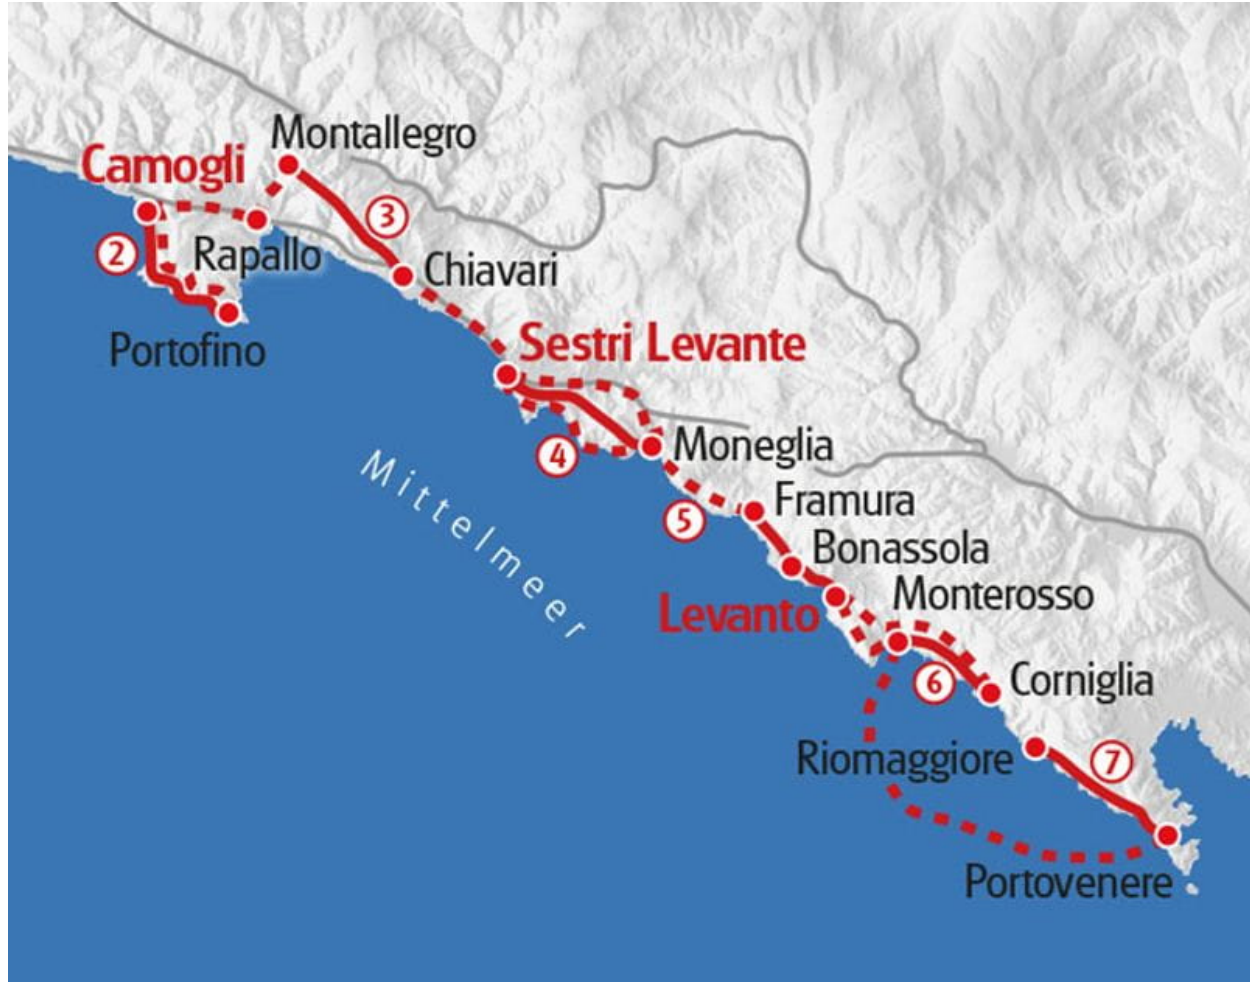 Montallegro
Camogli
3
2
Rapallo
Chiavari
Portofino
Sestri Levante
4
Moneglia
Mittelmeer
5
Framura
Bonassola
Levanto
Monterosso
6
Corniglia
Riomaggiore
7
Portovenere